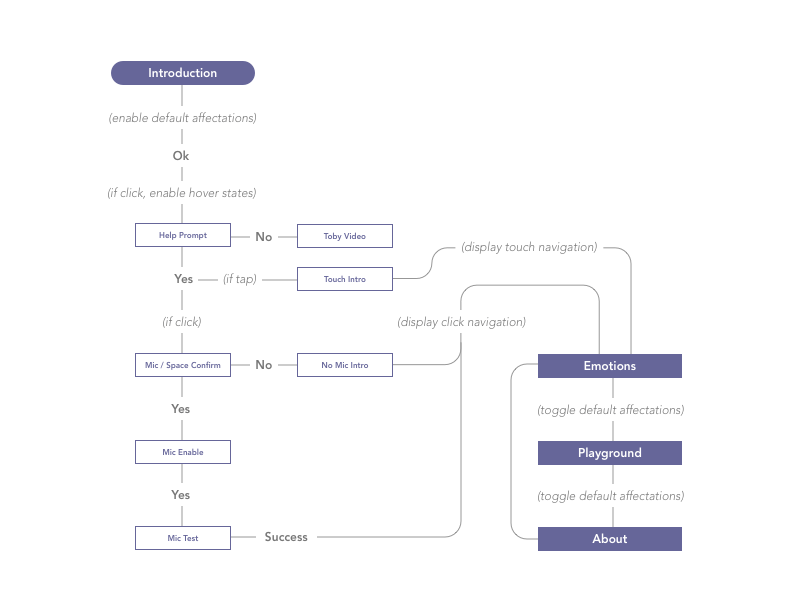 Introduction
(enable default affectations)
Ok
(if click, enable hover states)
Help Prompt
No
Toby Video
(display touch navigation)
Yes
(if tap)
Touch Intro
(if click)
(display click navigation)
Mic / Space Confirm
No
No Mic Intro
Emotions
Yes
(toggle default affectations)
Mic Enable
Playground
Yes
(toggle default affectations)
Mic Test
Success
About